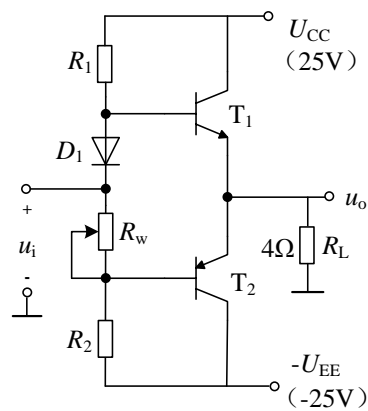 U_CC
(25V)
R_1
T_1
D_1
+
u_i
-
R_w
u_o
4Ω
R_L
T_2
R_2
-U_EE
(-25V)